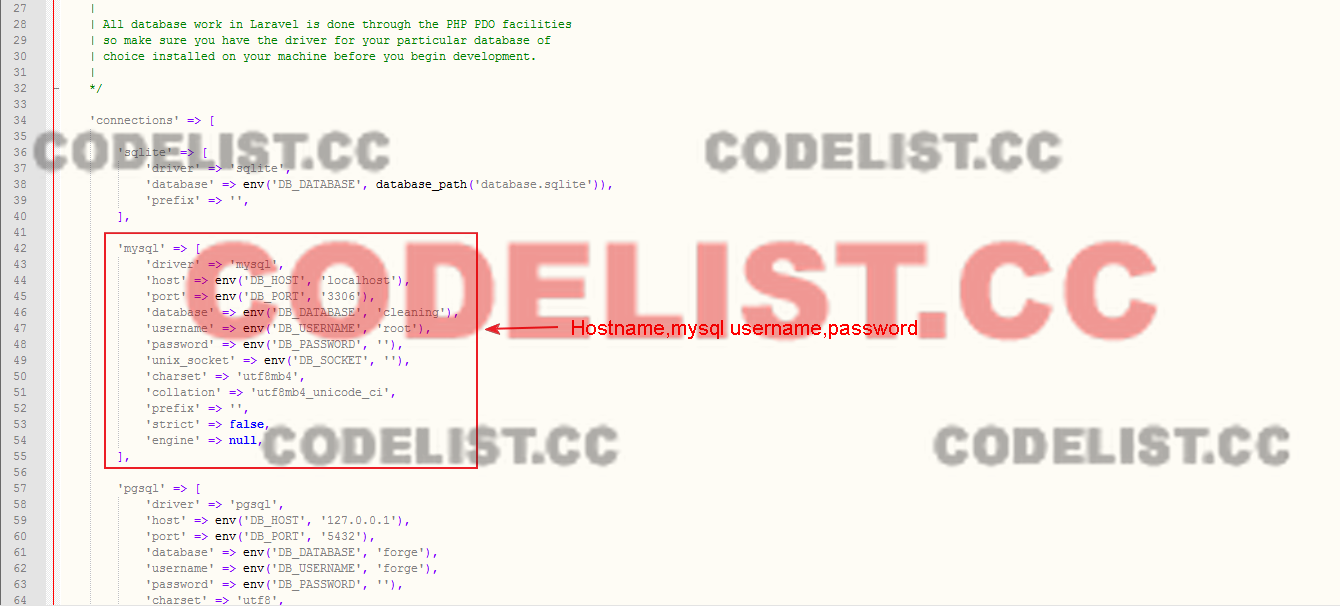 27 |
28 | All database work in Laravel is done through the PHP PDO facilities
29 | so make sure you have the driver for your particular database of
30 | choice installed on your machine before you begin development.
31 |
32 */
33
34 'connections' => [
35
CODELIST.CC CODELIST.CC
36 'sqlite' => [
37 'driver' => 'sqlite',
38 'database' => env('DB_DATABASE', database_path('database.sqlite')),
39 'prefix' => '',
40 ],
41
42 'mysql' => [
43 'driver' => 'mysql',
44 'host' => env('DB_HOST', 'localhost'),
45 'port' => env('DB_PORT', '3306'),
CODELIST.CC
46 'database' => env('DB_DATABASE', 'cleaning'),
47 'username' => env('DB_USERNAME', 'root'),
Hostname,mysql username,password
48 'password' => env('DB_PASSWORD', ''),
49 'unix_socket' => env('DB_SOCKET', ''),
50 'charset' => 'utf8mb4',
51 'collation' => 'utf8mb4_unicode_ci',
52 'prefix' => '',
53 'strict' => false,
54 'engine' => null,
CODELIST.CC CODELIST.CC
55 ],
56
57 'pgsql' => [
58 'driver' => 'pgsql',
59 'host' => env('DB_HOST', '127.0.0.1'),
60 'port' => env('DB_PORT', '5432'),
61 'database' => env('DB_DATABASE', 'forge'),
62 'username' => env('DB_USERNAME', 'forge'),
63 'password' => env('DB_PASSWORD', ''),
64 'charset' => 'utf8',